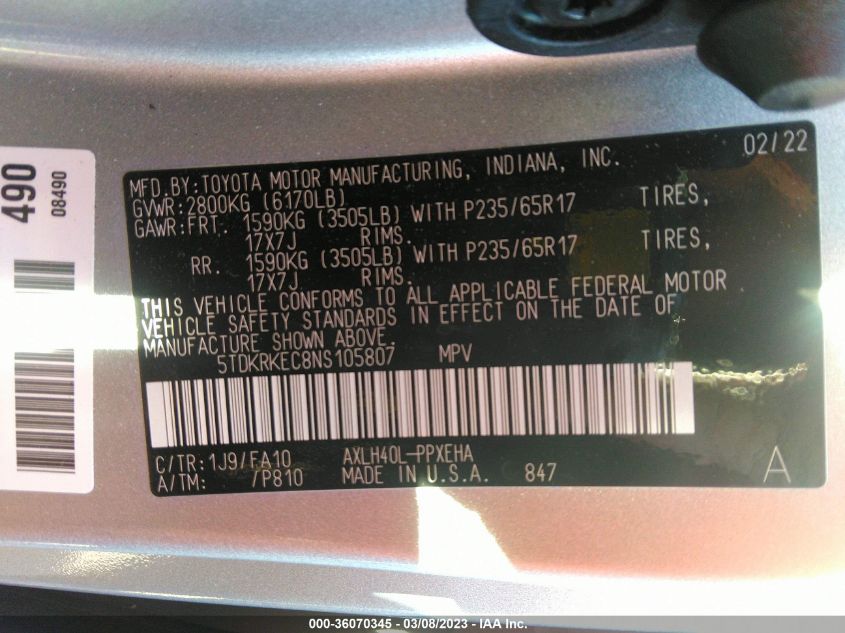 490
08490
02/22
MFD.BY:TOYOTA MOTOR MANUFACTURING, INDIANA, INC.
GVWR:2800KG (6170LB)
GAWR:FRT. 1590KG (3505LB) WITH P235/65R17 TIRES,
17X7J RIMS.
RR. 1590KG (3505LB) WITH P235/65R17 TIRES,
17X7J RIMS.
THIS VEHICLE CONFORMS TO ALL APPLICABLE FEDERAL MOTOR
VEHICLE SAFETY STANDARDS IN EFFECT ON THE DATE OF
MANUFACTURE SHOWN ABOVE.
5TDKRKEC8NS105807 MPV
C/TR:1J9/FA10 AXLH40L-PPXEHA
A/TM: /P810 MADE IN U.S.A. 847
A
000-36070345 - 03/08/2023 - IAA Inc.